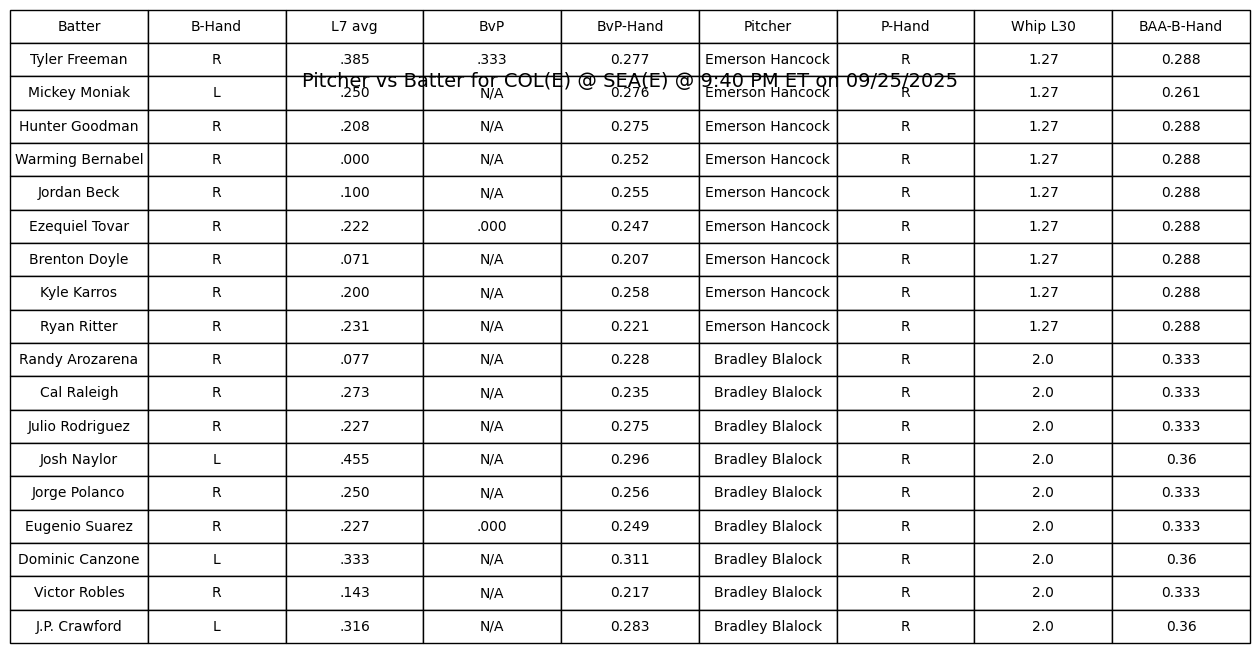 Batter B-Hand L7 avg BvP BvP-Hand Pitcher P-Hand Whip L30 BAA-B-Hand
Tyler Freeman R .385 .333 0.277 Emerson Hancock R 1.27 0.288
Pitcher vs Batter for COL(E) @ SEA(E) @ 9:40 PM ET on 09/25/2025
Mickey Moniak L .250 N/A 0.276 Emerson Hancock R 1.27 0.261
Hunter Goodman R .208 N/A 0.275 Emerson Hancock R 1.27 0.288
Warming Bernabel R .000 N/A 0.252 Emerson Hancock R 1.27 0.288
Jordan Beck R .100 N/A 0.255 Emerson Hancock R 1.27 0.288
Ezequiel Tovar R .222 .000 0.247 Emerson Hancock R 1.27 0.288
Brenton Doyle R .071 N/A 0.207 Emerson Hancock R 1.27 0.288
Kyle Karros R .200 N/A 0.258 Emerson Hancock R 1.27 0.288
Ryan Ritter R .231 N/A 0.221 Emerson Hancock R 1.27 0.288
Randy Arozarena R .077 N/A 0.228 Bradley Blalock R 2.0 0.333
Cal Raleigh R .273 N/A 0.235 Bradley Blalock R 2.0 0.333
Julio Rodriguez R .227 N/A 0.275 Bradley Blalock R 2.0 0.333
Josh Naylor L .455 N/A 0.296 Bradley Blalock R 2.0 0.36
Jorge Polanco R .250 N/A 0.256 Bradley Blalock R 2.0 0.333
Eugenio Suarez R .227 .000 0.249 Bradley Blalock R 2.0 0.333
Dominic Canzone L .333 N/A 0.311 Bradley Blalock R 2.0 0.36
Victor Robles R .143 N/A 0.217 Bradley Blalock R 2.0 0.333
J.P. Crawford L .316 N/A 0.283 Bradley Blalock R 2.0 0.36